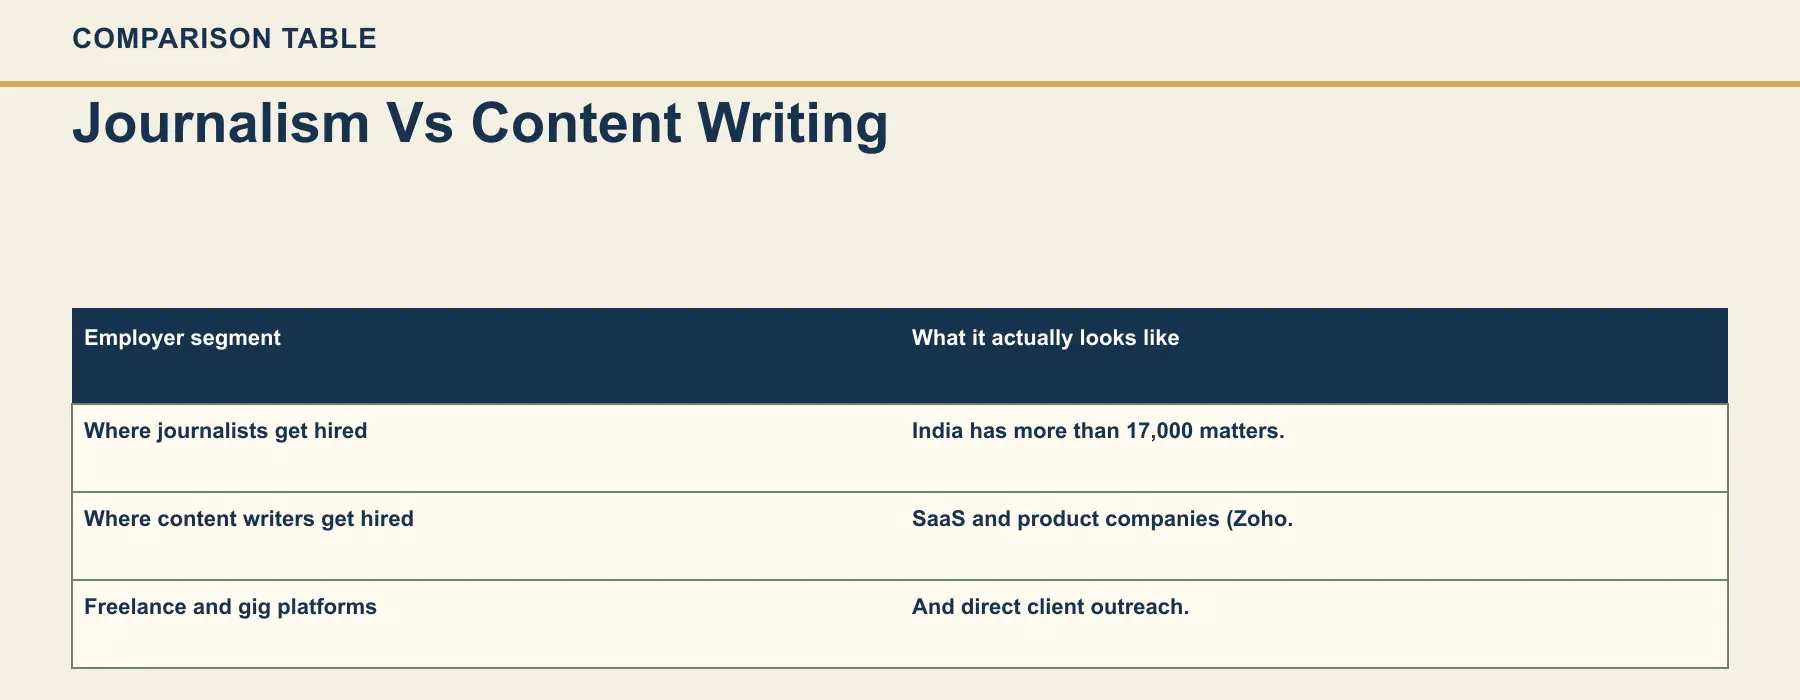 COMPARISON TABLE
Journalism Vs Content Writing
Employer segment
What it actually looks like
Where journalists get hired
India has more than 17,000 matters.
Where content writers get hired
SaaS and product companies (Zoho.
Freelance and gig platforms
And direct client outreach.